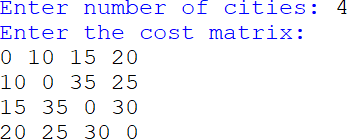 Enter number of cities: 4
Enter the cost matrix:
0 10 15 20
10 0 35 25
15 35 0 30
20 25 30 0